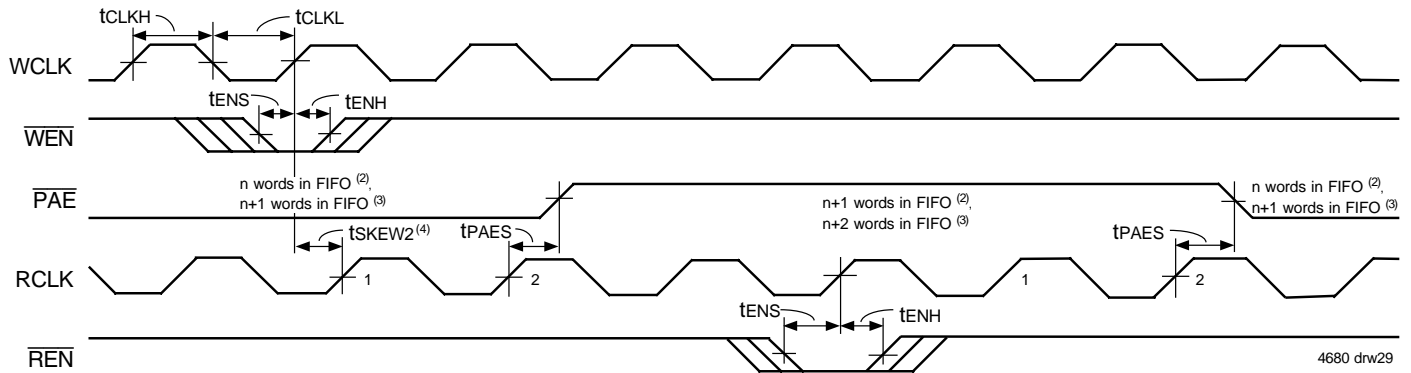 tCLKH tCLKL
WCLK
tENS tENH
WEN
n words in FIFO (2),
n+1 words in FIFO (3)
PAE
n+1 words in FIFO (2),
n+2 words in FIFO (3)
n words in FIFO (2),
n+1 words in FIFO (3)
tSKEW2(4) tPAES tPAES
RCLK 1 2 1 2
tENS tENH
REN
4680 drw29